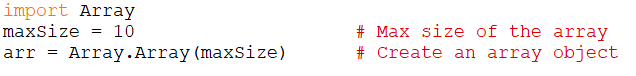 import Array
maxSize = 10                    # Max size of the array
arr = Array.Array(maxSize)      # Create an array object